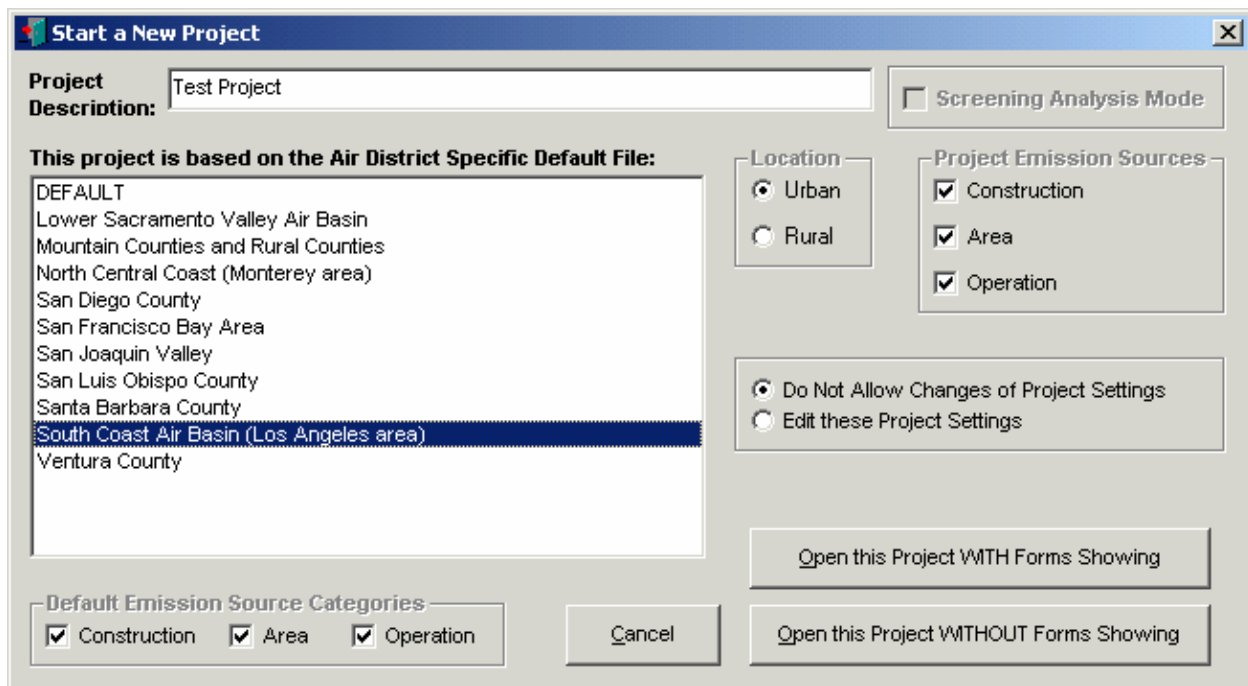 Start a New Project
Project
Description:
Test Project
Screening Analysis Mode
This project is based on the Air District Specific Default File:
DEFAULT
Lower Sacramento Valley Air Basin
Mountain Counties and Rural Counties
North Central Coast (Monterey area)
San Diego County
San Francisco Bay Area
San Joaquin Valley
San Luis Obispo County
Santa Barbara County
South Coast Air Basin (Los Angeles area)
Ventura County
Location
Urban
Rural
Project Emission Sources
Construction
Area
Operation
Do Not Allow Changes of Project Settings
Edit these Project Settings
Open this Project WITH Forms Showing
Default Emission Source Categories
Construction Area Operation
Cancel
Open this Project WITHOUT Forms Showing